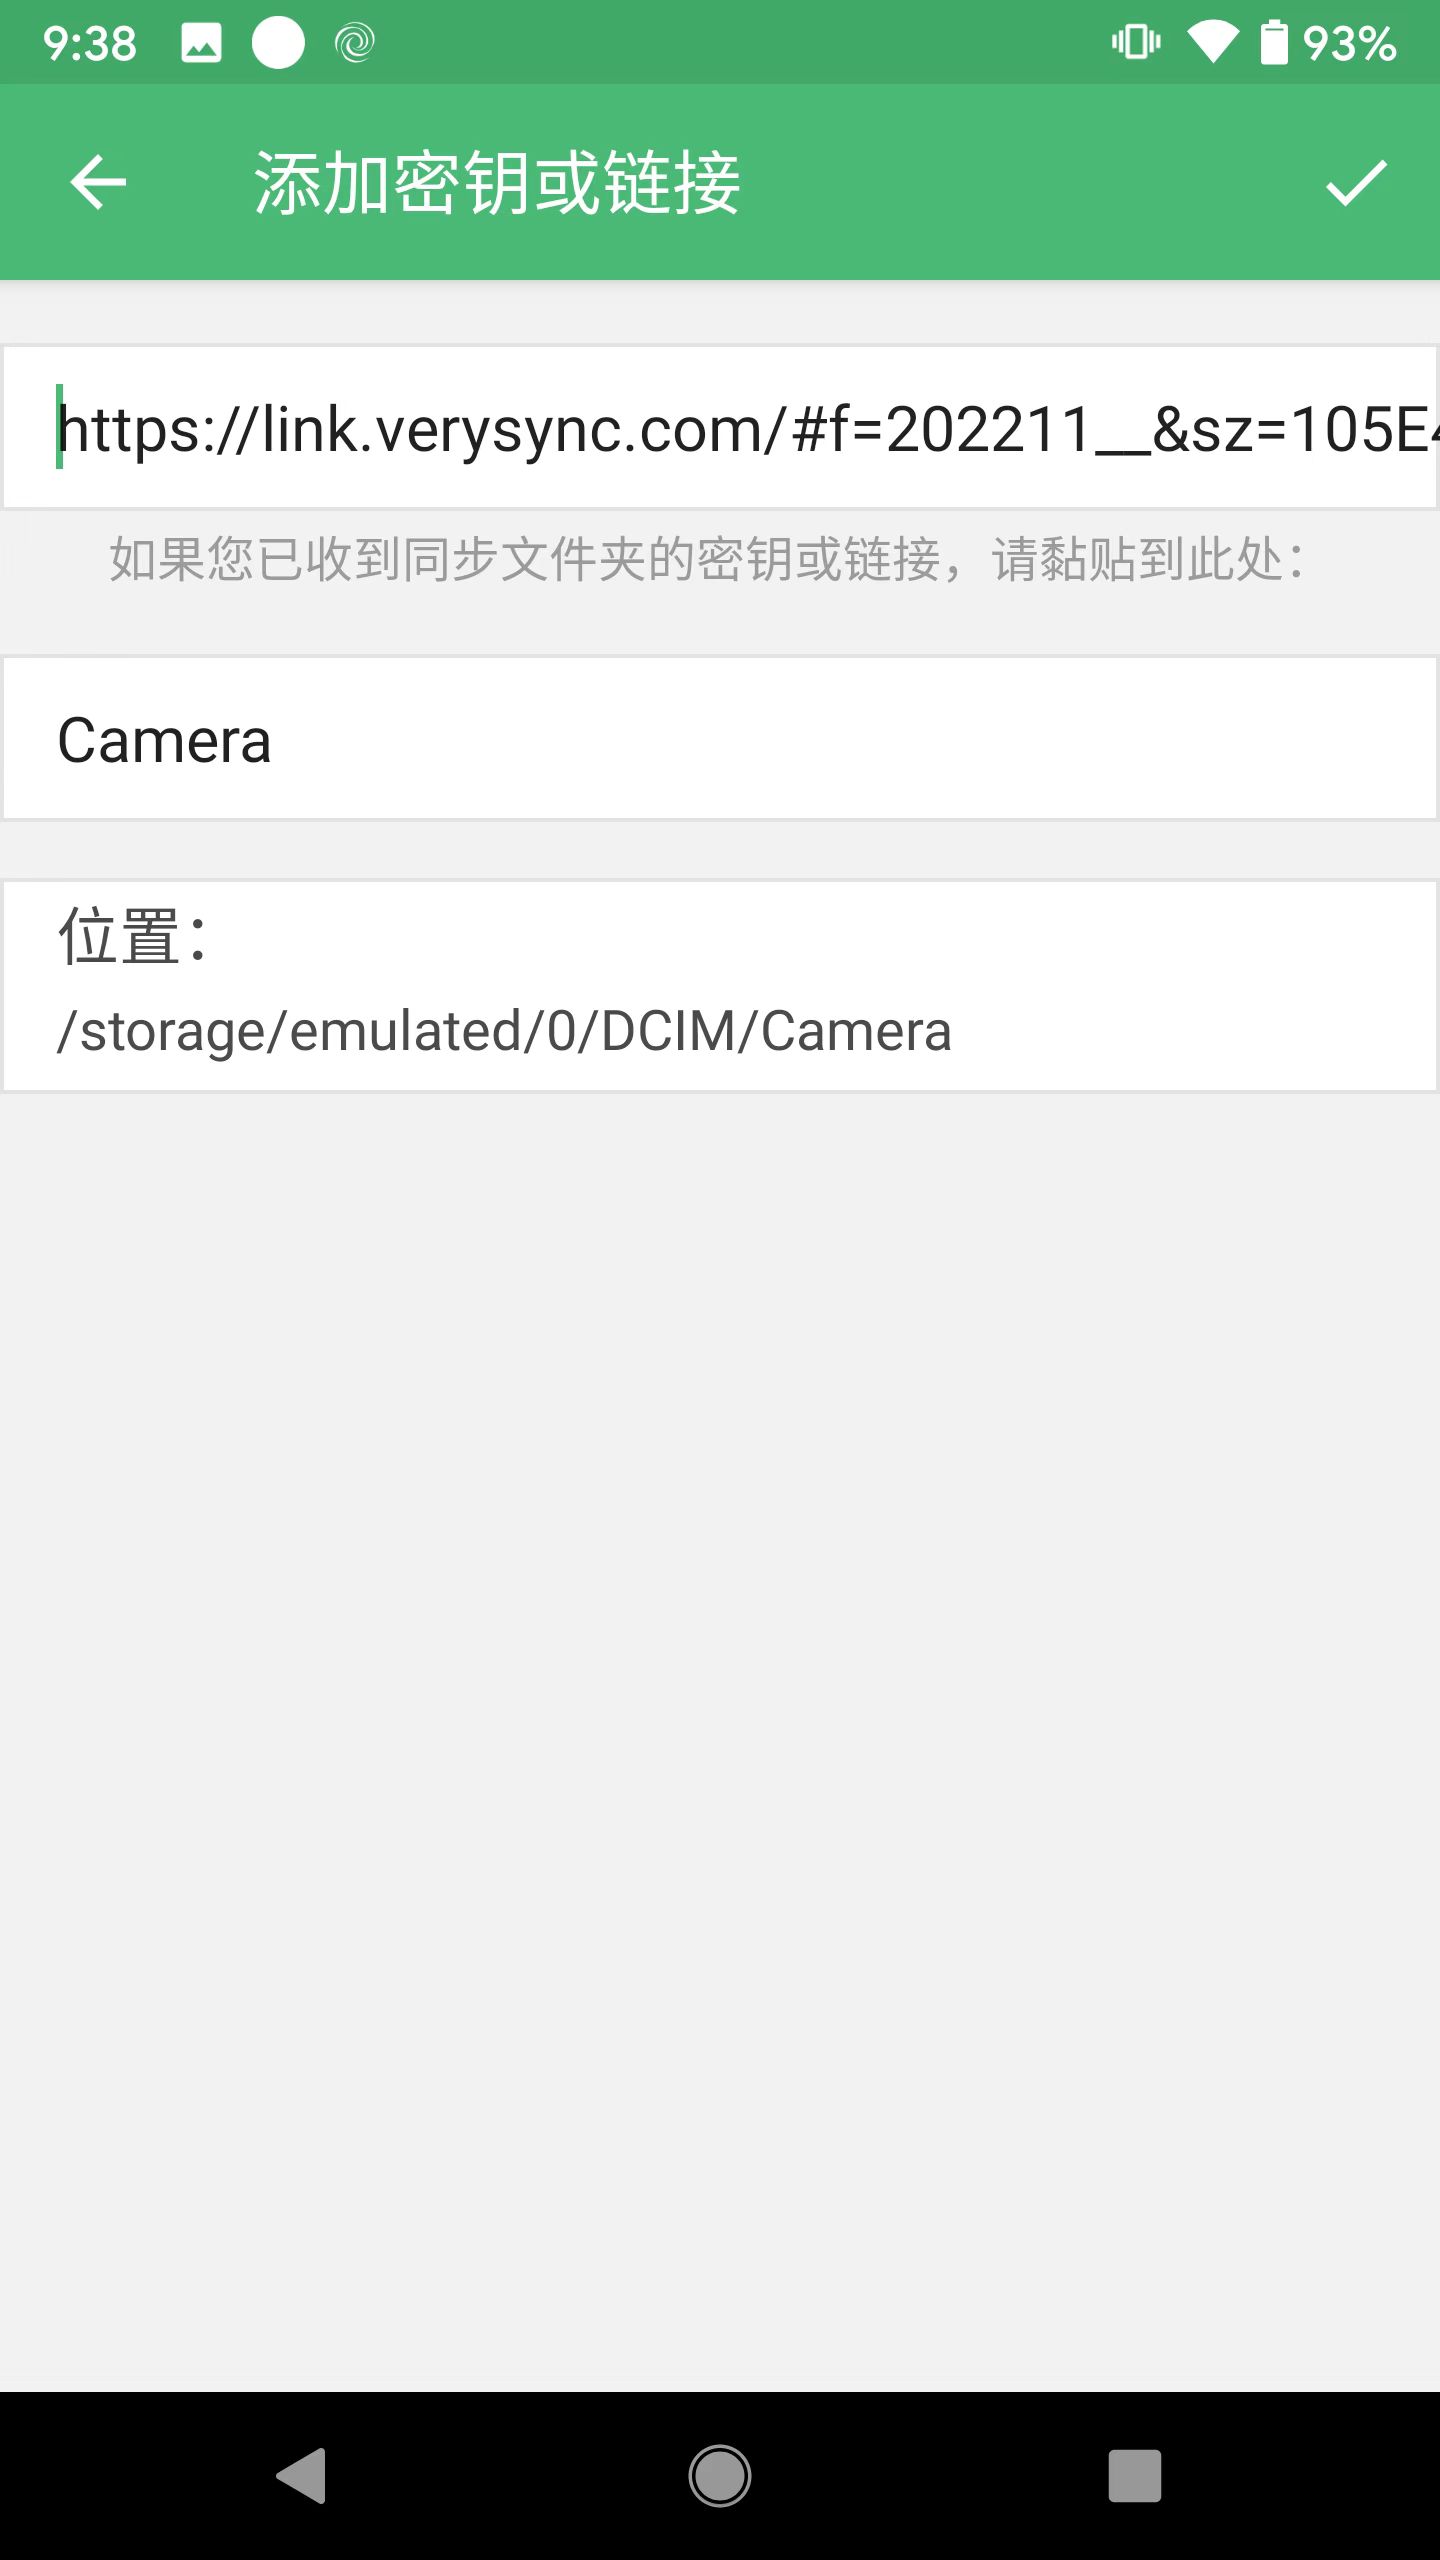 9:38
93%
添加密钥或链接
https://link.verysync.com/#f=202211__&sz=105E
如果您已收到同步文件夹的密钥或链接，请黏贴到此处：
Camera
位置：
/storage/emulated/0/DCIM/Camera